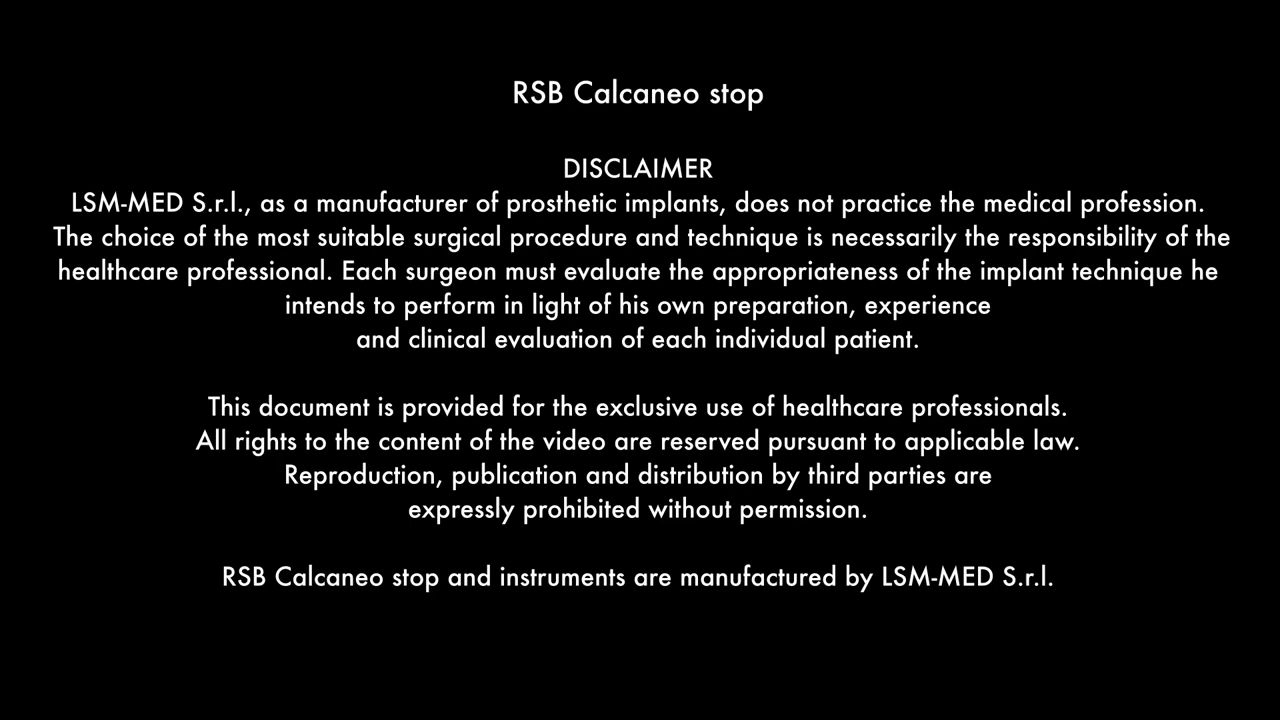 RSB Calcaneo stop
DISCLAIMER
LSM-MED S.r.l., as a manufacturer of prosthetic implants, does not practice the medical profession.
The choice of the most suitable surgical procedure and technique is necessarily the responsibility of the
healthcare professional. Each surgeon must evaluate the appropriateness of the implant technique he
intends to perform in light of his own preparation, experience
and clinical evaluation of each individual patient.
This document is provided for the exclusive use of healthcare professionals.
All rights to the content of the video are reserved pursuant to applicable law.
Reproduction, publication and distribution by third parties are
expressly prohibited without permission.
RSB Calcaneo stop and instruments are manufactured by LSM-MED S.r.l.